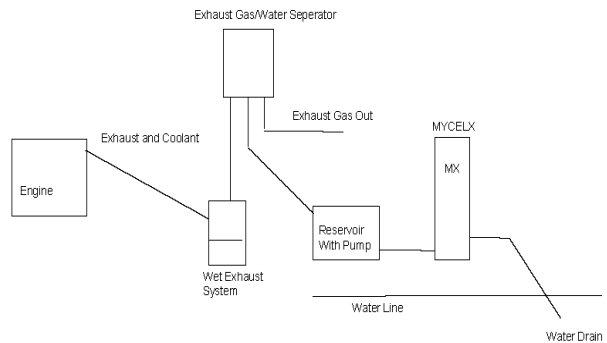 Exhaust Gas/Water Seperator
Exhaust Gas Out
Exhaust and Coolant
MYCELX
MX
Engine
Reservoir
With Pump
Wet Exhaust
System
Water Line
Water Drain